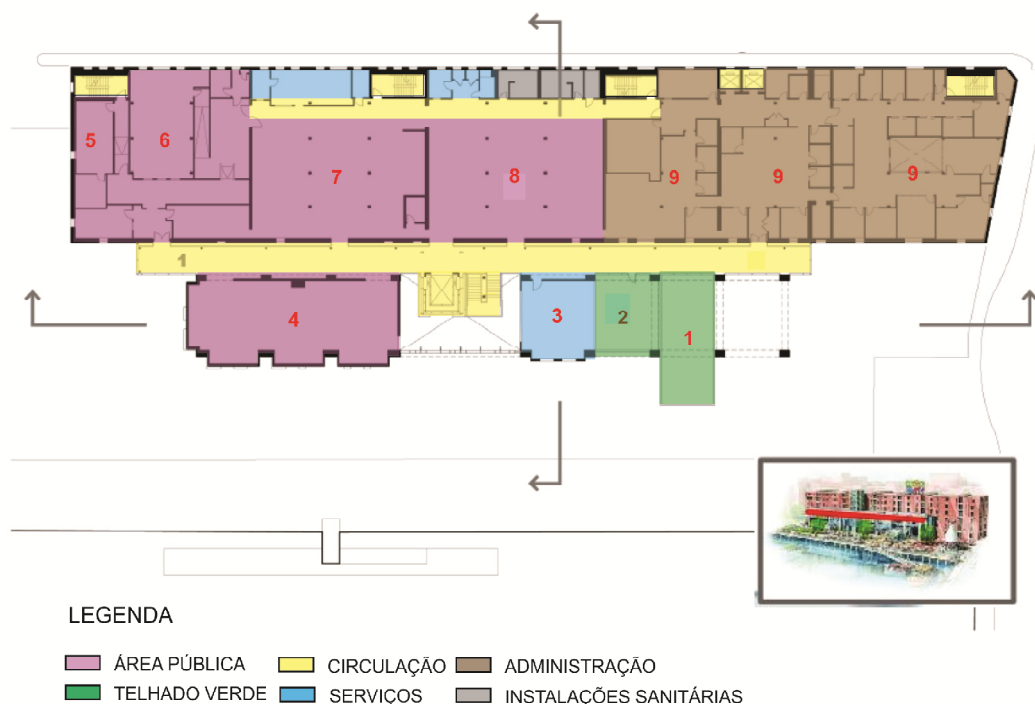 5
6
7
8
9
9
9
1
4
3
2
1
LEGENDA
ÁREA PÚBLICA
CIRCULAÇÃO
ADMINISTRAÇÃO
TELHADO VERDE
SERVIÇOS
INSTALAÇÕES SANITÁRIAS